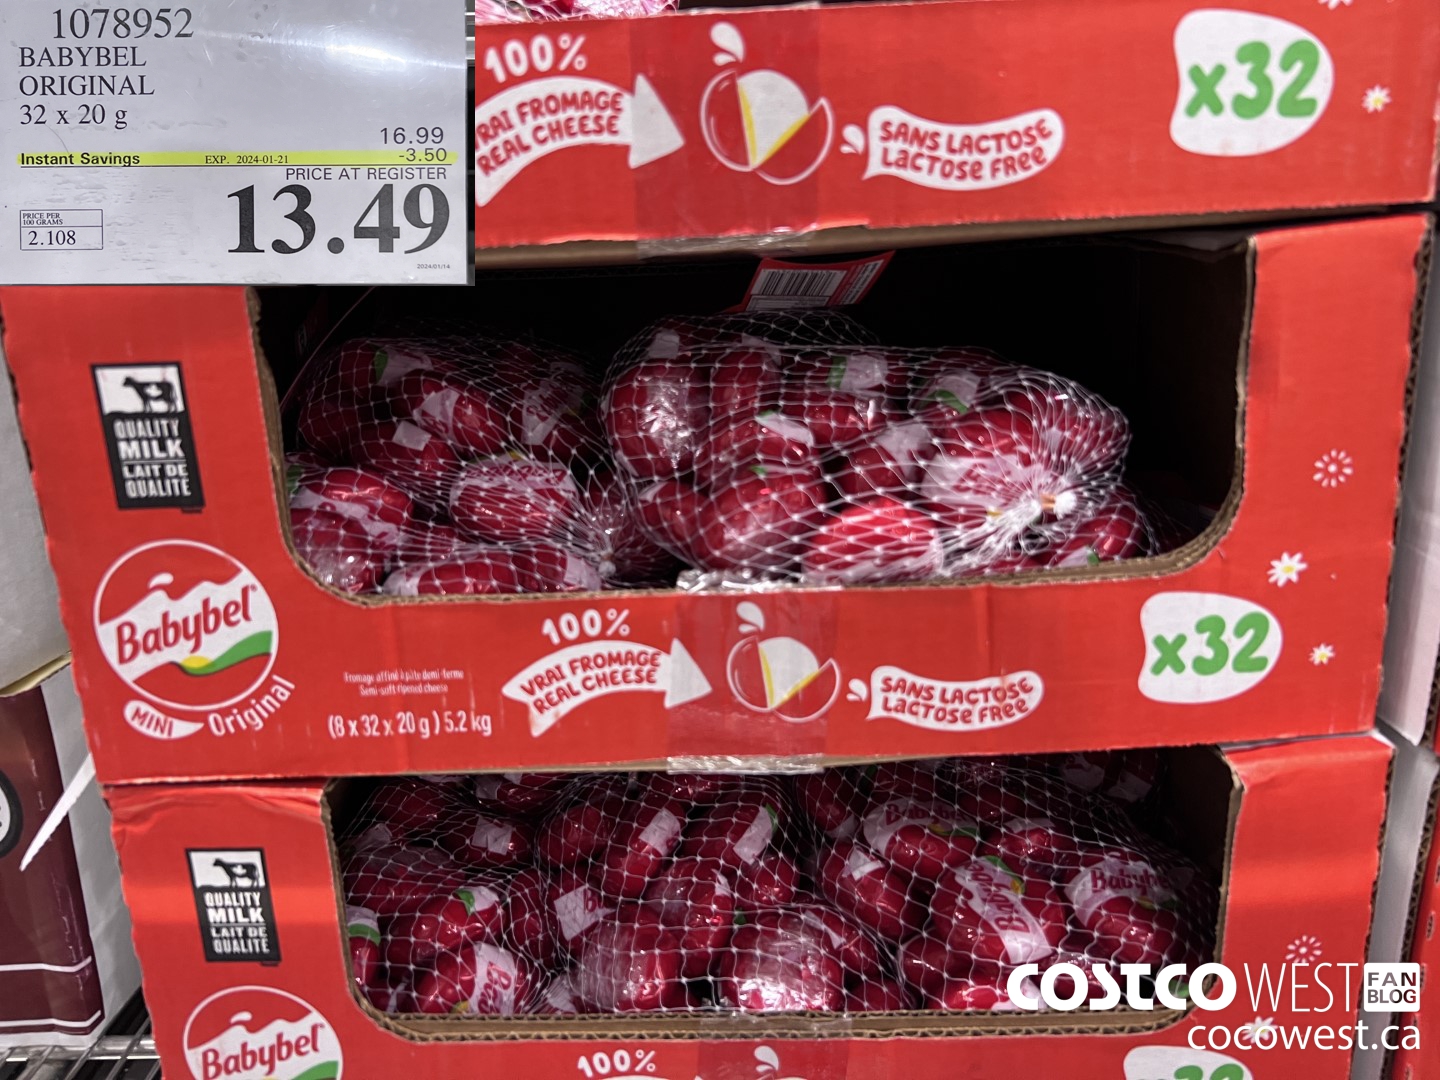 1078952
BABYBEL
ORIGINAL
32 x 20 g
16.99
Instant Savings EXP. 2024-01-21 -3.50
PRICE AT REGISTER
13.49
PRICE PER
100 GRAMS
2.108
2024/01/14
100%
VRAI FROMAGE
REAL CHEESE
SANS LACTOSE
LACTOSE FREE
x32
QUALITY
MILK
LAIT DE
QUALITÉ
Babybel
MINI Original
Fromage affiné à pâte demi-ferme
Semi-soft ripened cheese
(8 x 32 x 20 g) 5.2 kg
100%
VRAI FROMAGE
REAL CHEESE
SANS LACTOSE
LACTOSE FREE
x32
Babybel
Babybel
QUALITY
MILK
LAIT DE
QUALITÉ
Babybel
100%
x32
COSTCO WEST FAN
BLOG
cocowest.ca